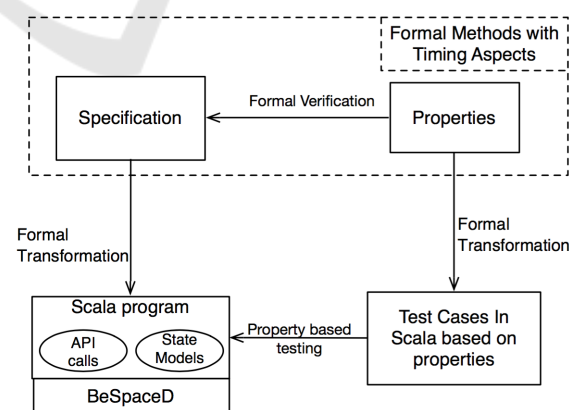 Formal Methods with
Timing Aspects
Specification
Formal Verification
Properties
Formal
Transformation
Formal
Transformation
Scala program
API
calls
State
Models
BeSpaceD
Property based
testing
Test Cases In
Scala based on
properties